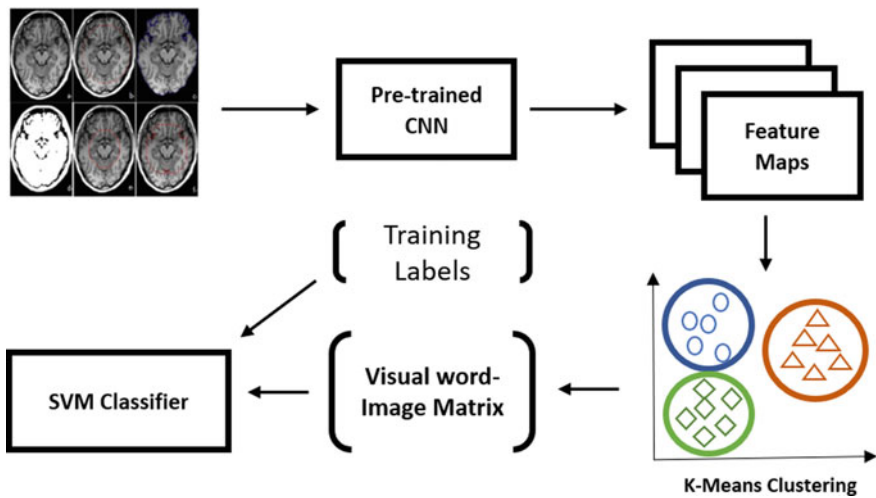 a
b
c
d
e
f
Pre-trained
CNN
Feature
Maps
Training
Labels
SVM Classifier
Visual word-
Image Matrix
K-Means Clustering